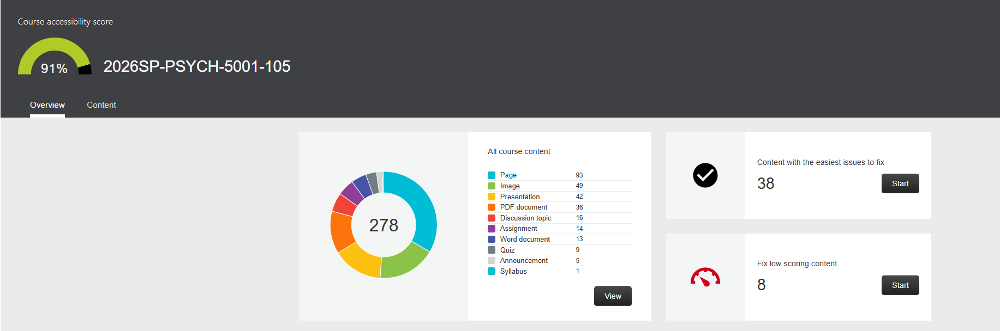 Course accessibility score
91%
2026SP-PSYCH-5001-105
Overview Content
278
All course content
Page 93
Image 49
Presentation 42
PDF document 36
Discussion topic 16
Assignment 14
Word document 13
Quiz 9
Announcement 5
Syllabus 1
View
Content with the easiest issues to fix
38
Start
Fix low scoring content
8
Start